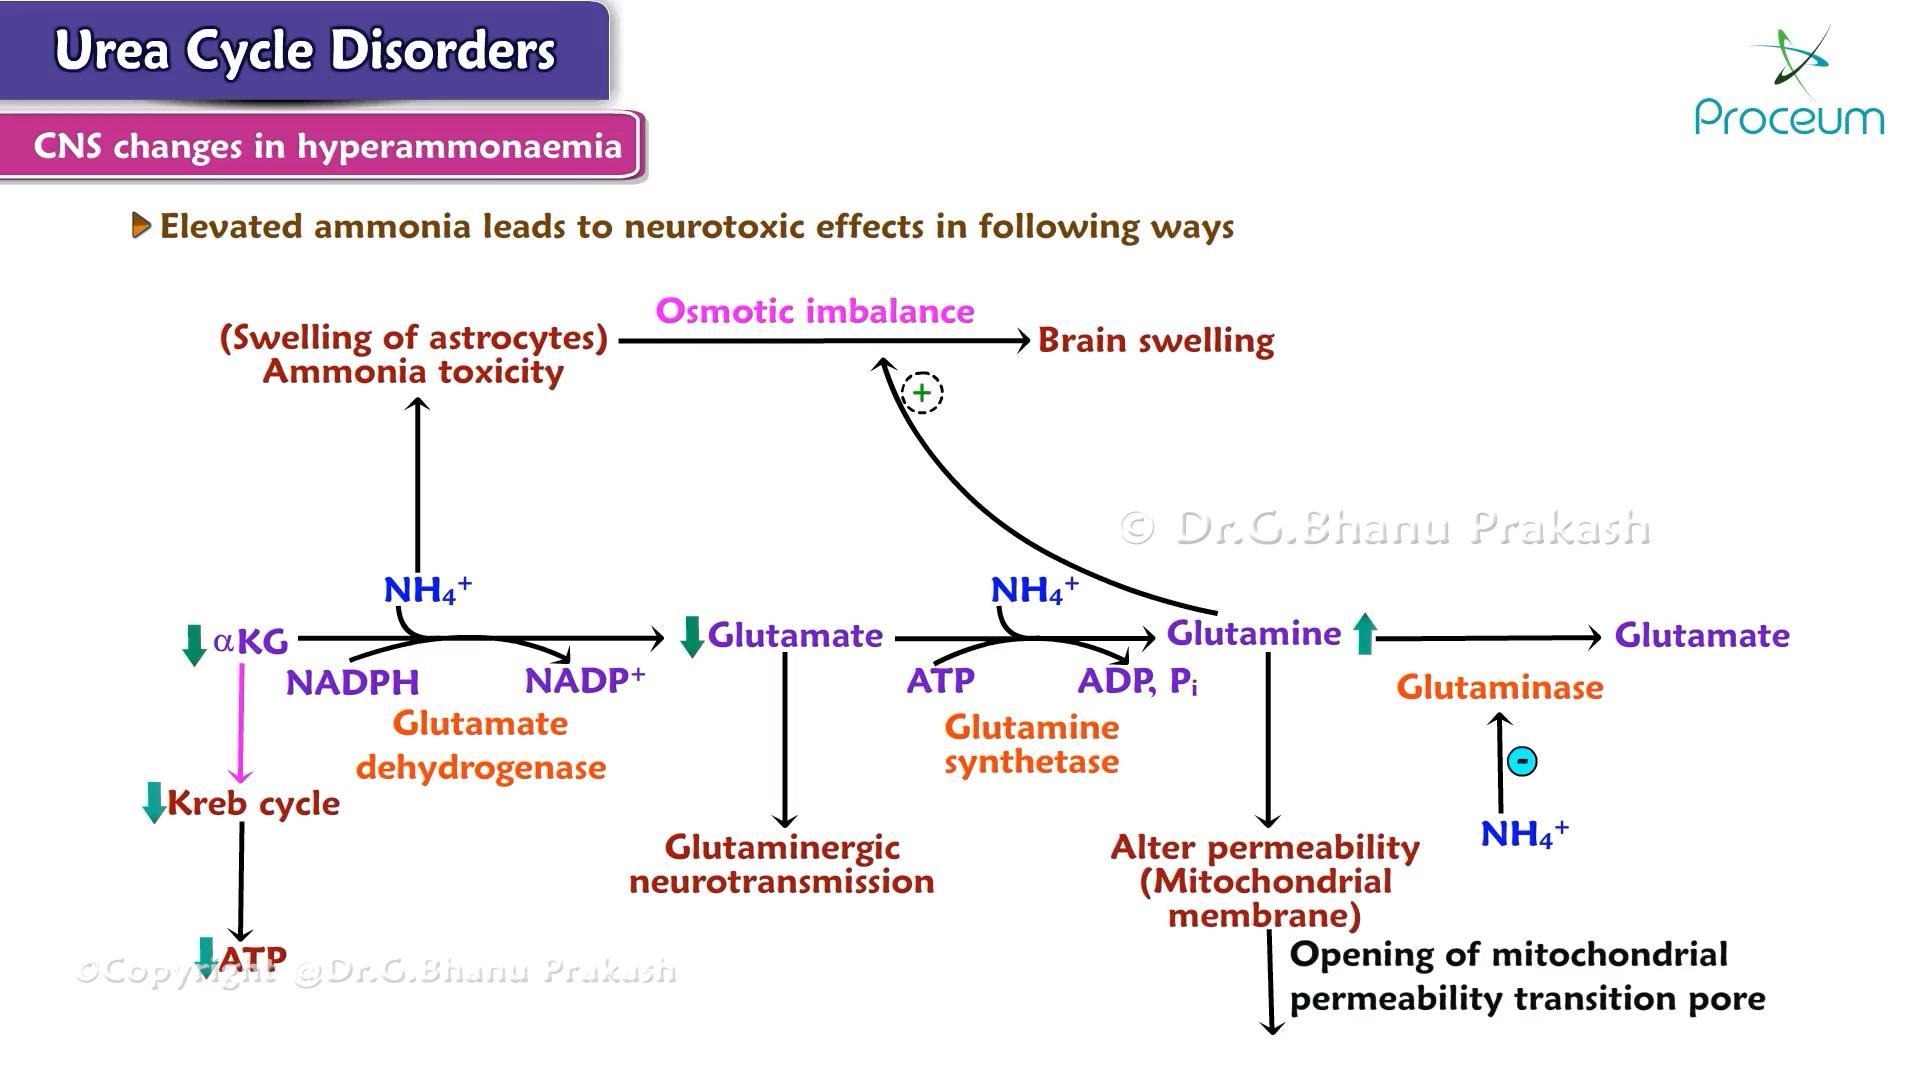 Urea Cycle Disorders
Proceum
CNS changes in hyperammonaemia
Elevated ammonia leads to neurotoxic effects in following ways
Osmotic imbalance
(Swelling of astrocytes)
Ammonia toxicity
Brain swelling
+
© Dr.G.Bhanu Prakash
NH₄⁺
NH₄⁺
αKG
Glutamate
Glutamine
Glutamate
NADPH
NADP⁺
ATP
ADP, Pᵢ
Glutaminase
Glutamate
dehydrogenase
Glutamine
synthetase
-
NH₄⁺
Kreb cycle
Glutaminergic
neurotransmission
Alter permeability
(Mitochondrial
membrane)
ATP
©Copyright @Dr.G.Bhanu Prakash
Opening of mitochondrial
permeability transition pore